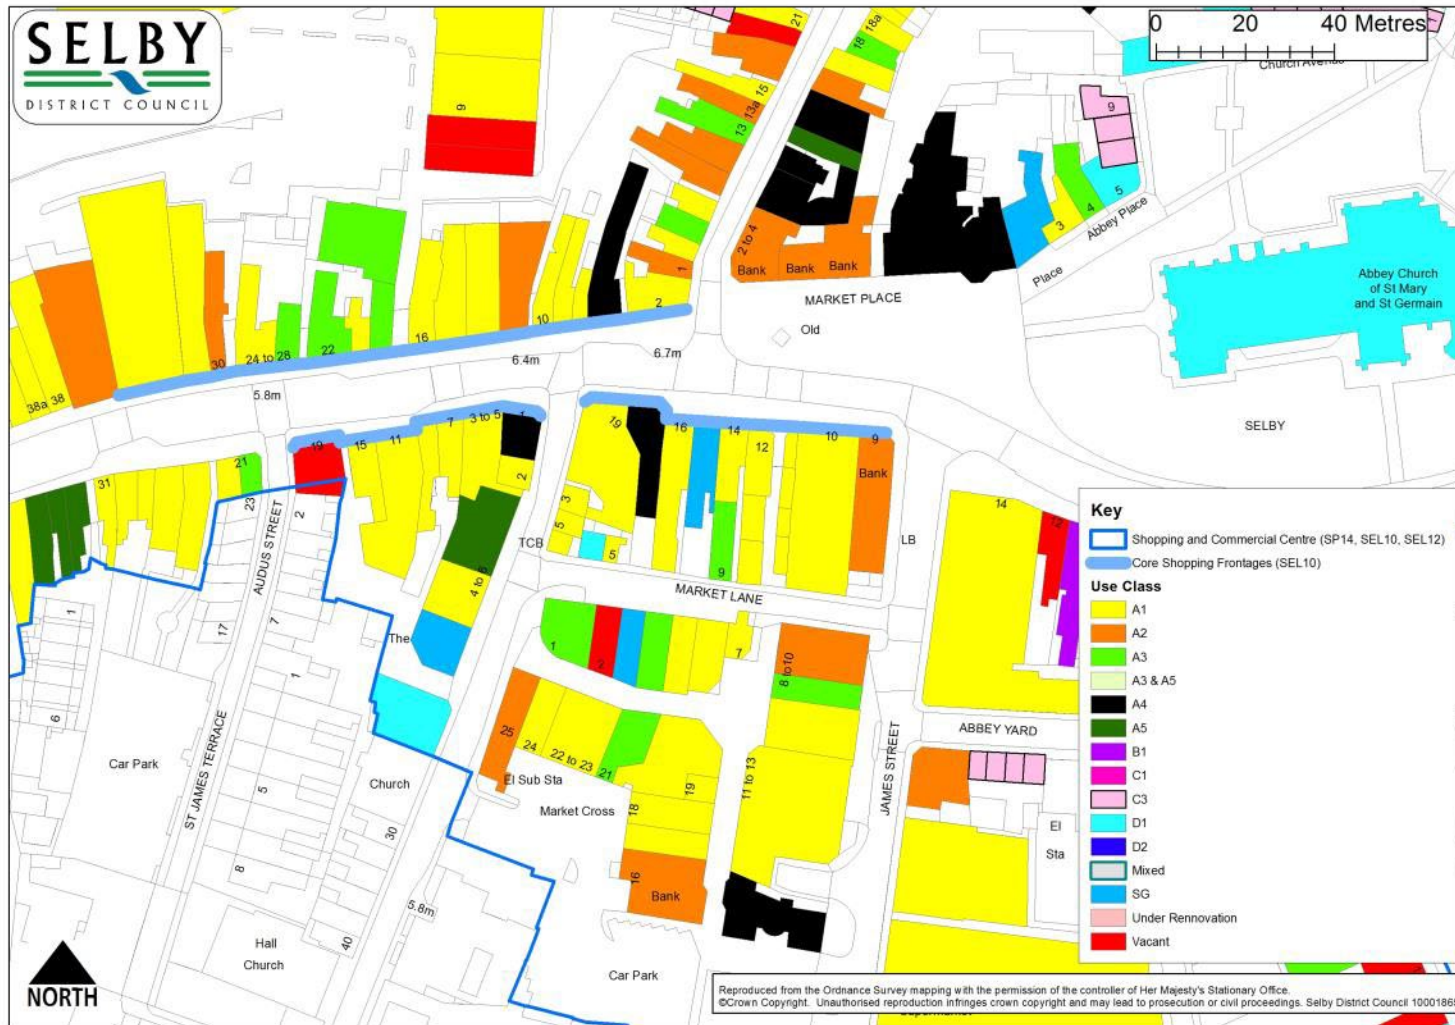 SELBY
DISTRICT COUNCIL
0 20 40 Metres
Church Avenue
21
18a
18
15
13a
13
9
9
5
4
3
Abbey Place
Place
2 to 4
Bank
Bank
Bank
1
2
MARKET PLACE
Old
Abbey Church
of St Mary
and St Germain
SELBY
10
16
22
28
24 to
30
38
38a
6.7m
6.4m
5.8m
19
15
11
7
3 to 5
1
2
19
16
14
12
10
9
Bank
21
23
31
2
3
5
5
9
TCB
LB
14
12
AUDUS STREET
4 to 8
MARKET LANE
The
1
17
7
1
1
2
7
8 to10
6
ST JAMES TERRACE
Car Park
5
8
Church
30
40
Hall
Church
5.8m
25
24
22 to 23
21
El Sub Sta
Market Cross
18
19
16
Bank
11 to 13
JAMES STREET
ABBEY YARD
El
Sta
Car Park
Key
Shopping and Commercial Centre (SP14, SEL10, SEL12)
Core Shopping Frontages (SEL10)
Use Class
A1
A2
A3
A3 & A5
A4
A5
B1
C1
C3
D1
D2
Mixed
SG
Under Rennovation
Vacant
NORTH
Reproduced from the Ordnance Survey mapping with the permission of the controller of Her Majesty's Stationary Office.
©Crown Copyright. Unauthorised reproduction infringes crown copyright and may lead to prosecution or civil proceedings. Selby District Council